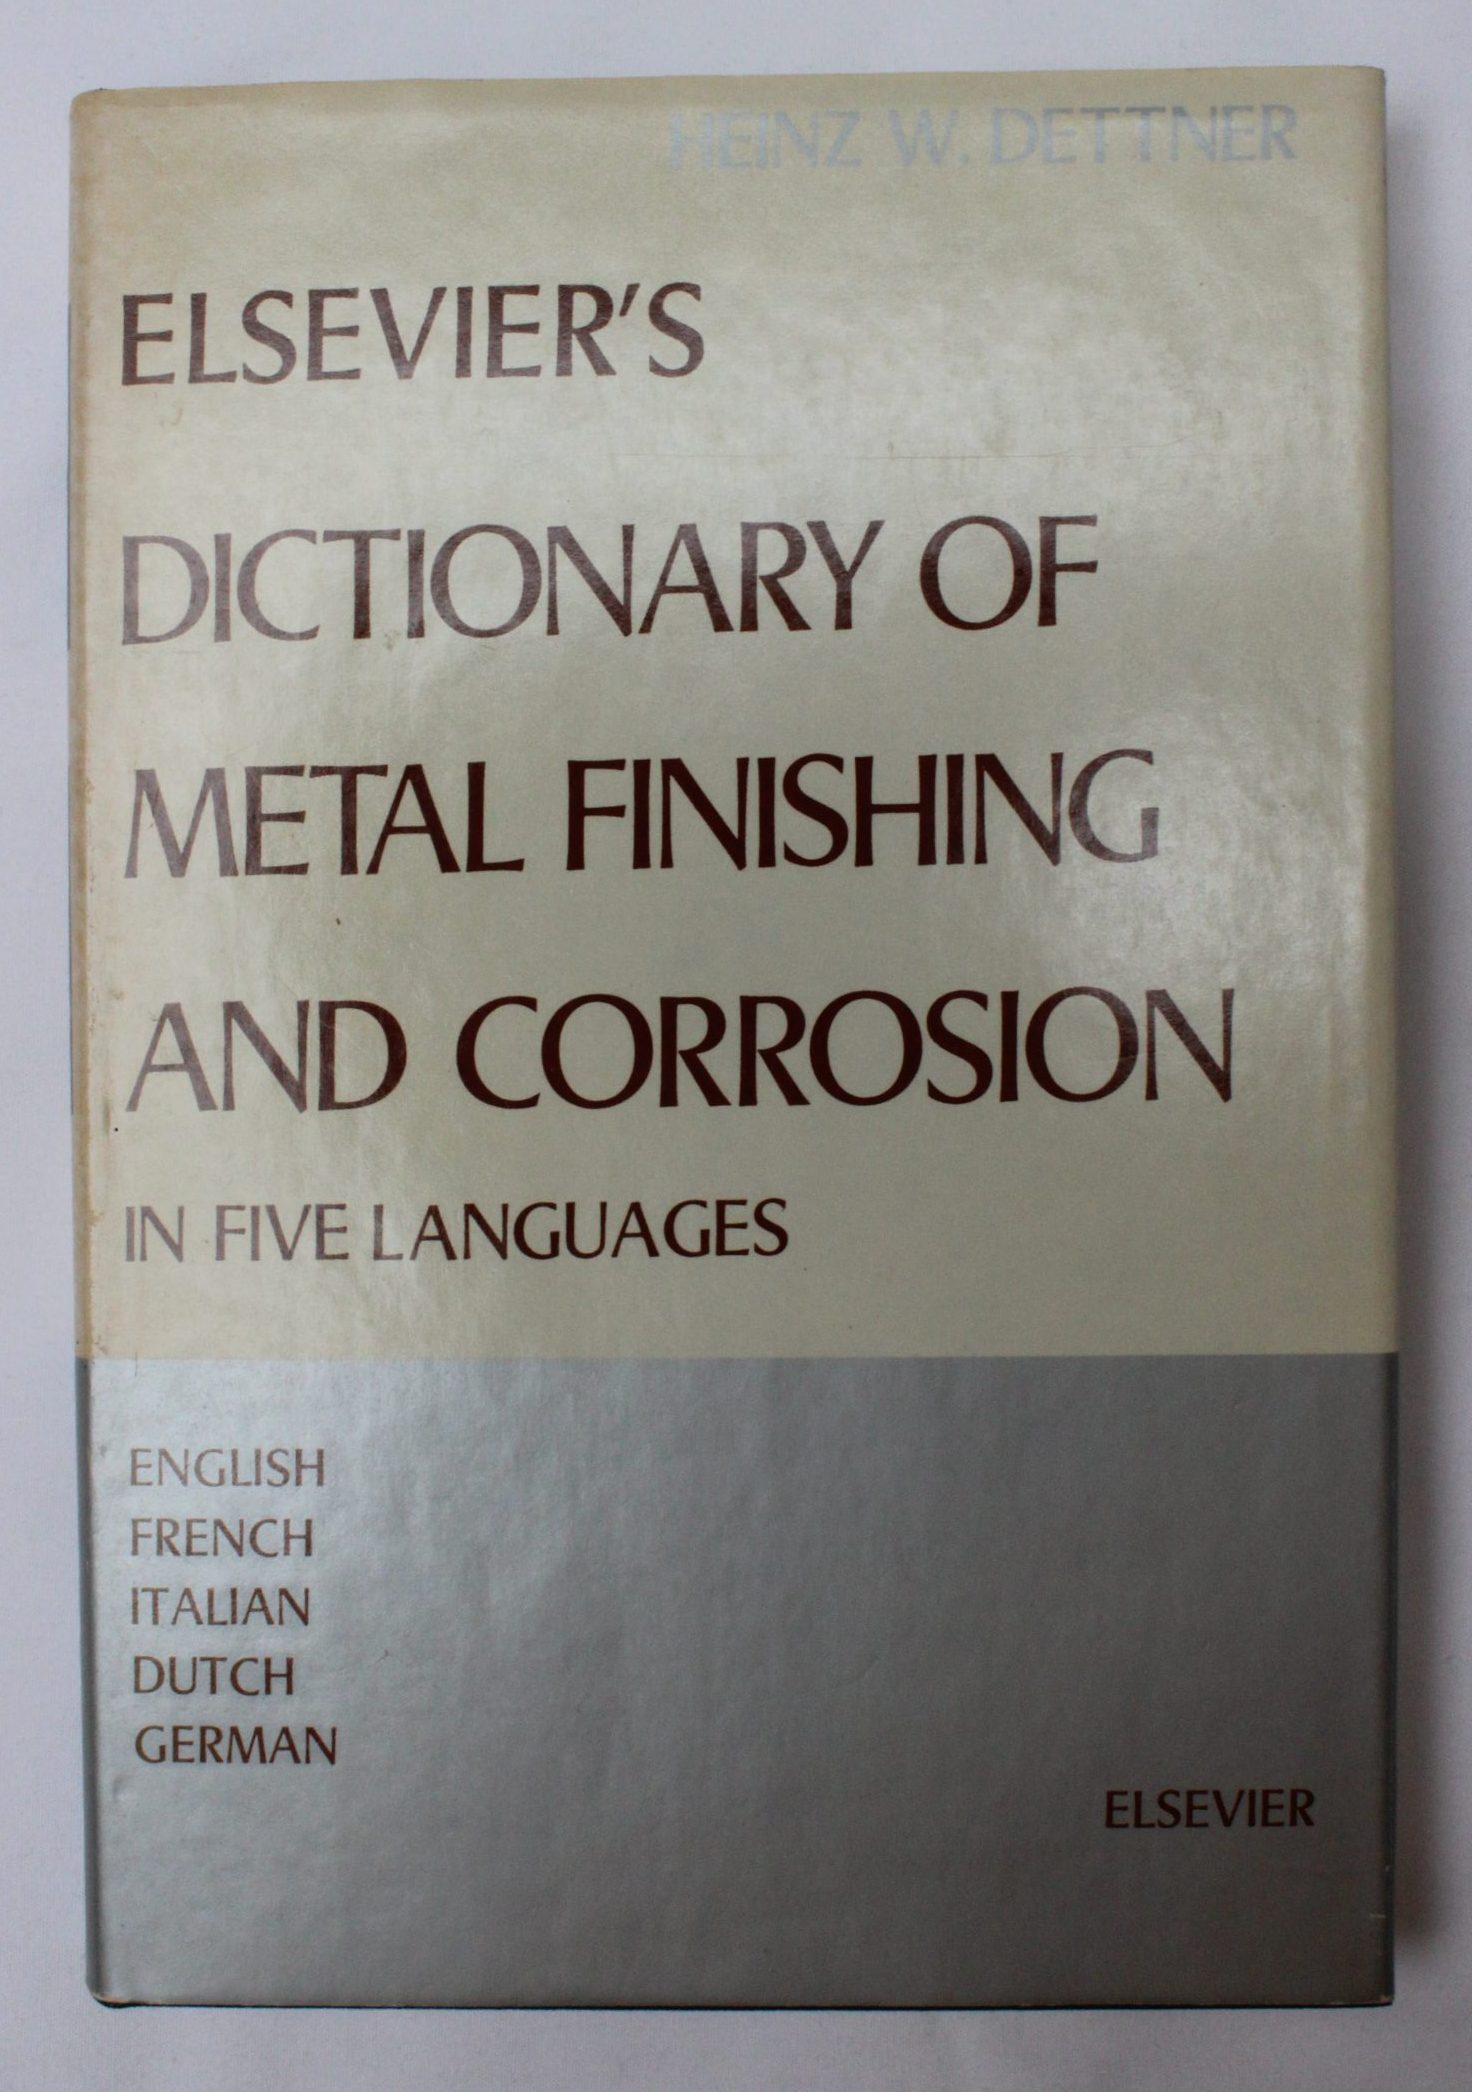 HEINZ W. DETTNER
ELSEVIER'S
DICTIONARY OF
METAL FINISHING
AND CORROSION
IN FIVE LANGUAGES
ENGLISH
FRENCH
ITALIAN
DUTCH
GERMAN
ELSEVIER